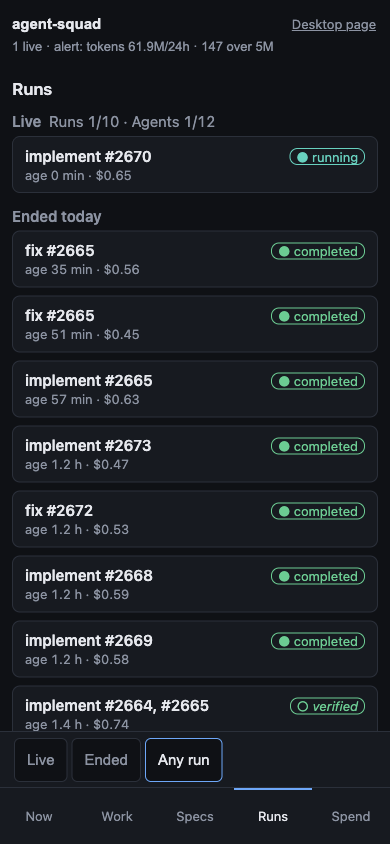 agent-squad
Desktop page
1 live · alert: tokens 61.9M/24h · 147 over 5M
Runs
Live Runs 1/10 · Agents 1/12
implement #2670
running
age 0 min · $0.65
Ended today
fix #2665
completed
age 35 min · $0.56
fix #2665
completed
age 51 min · $0.45
implement #2665
completed
age 57 min · $0.63
implement #2673
completed
age 1.2 h · $0.47
fix #2672
completed
age 1.2 h · $0.53
implement #2668
completed
age 1.2 h · $0.59
implement #2669
completed
age 1.2 h · $0.58
implement #2664, #2665
verified
age 1.4 h · $0.74
Live
Ended
Any run
Now
Work
Specs
Runs
Spend